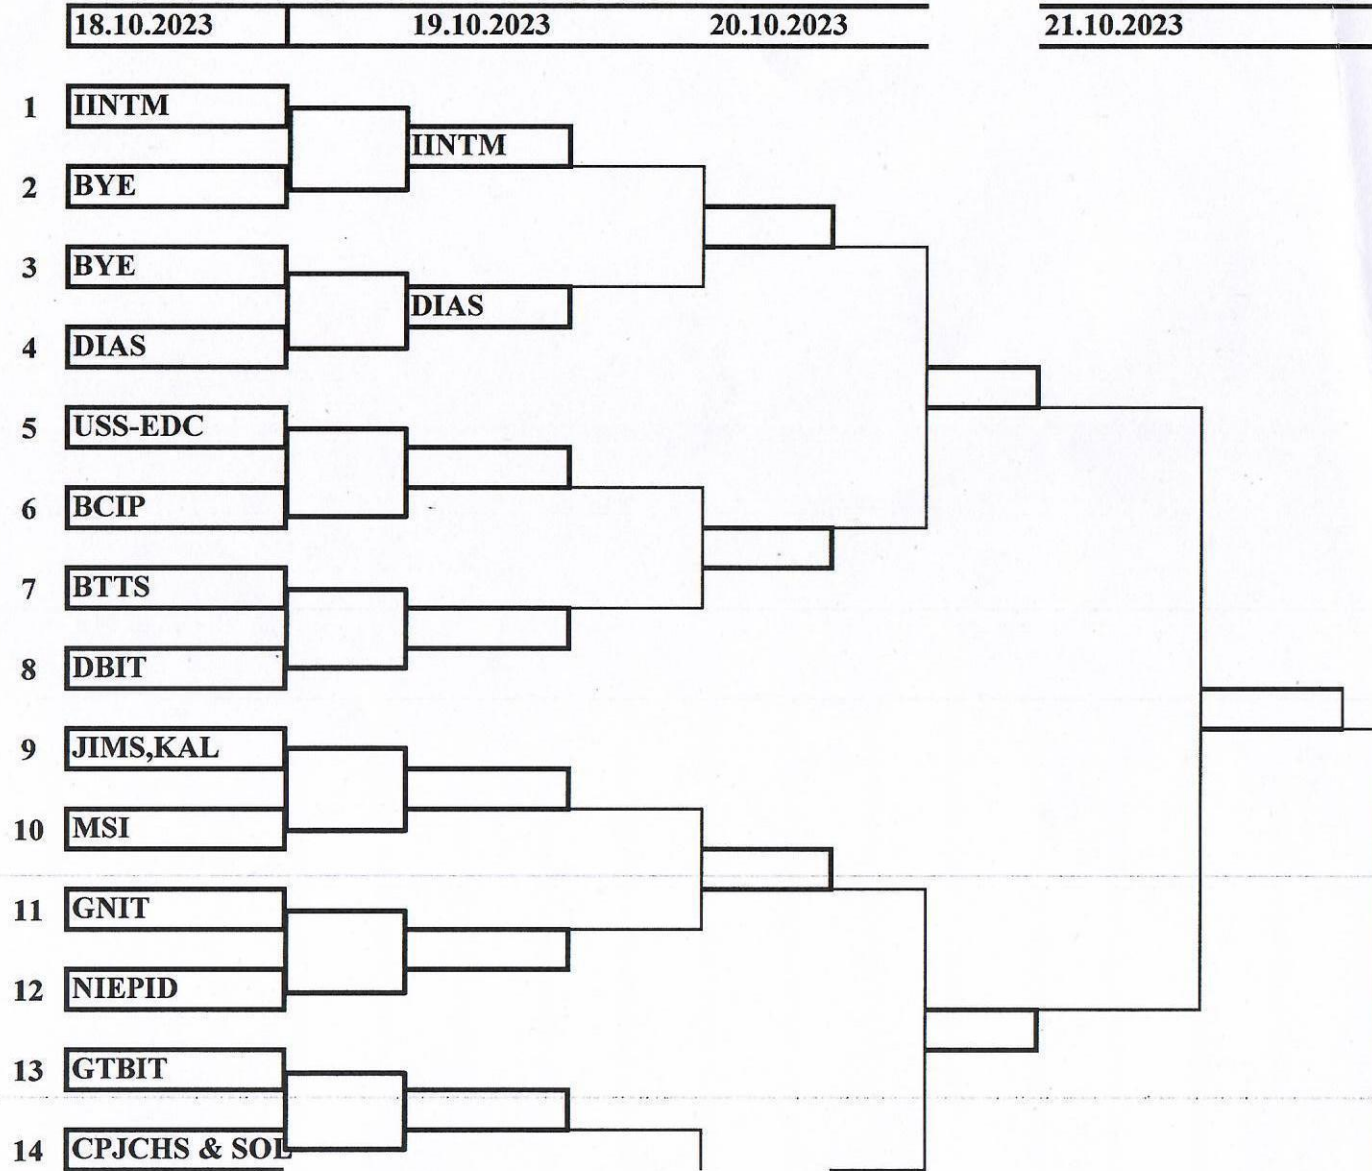 18.10.2023 19.10.2023 20.10.2023 21.10.2023
1 IINTM
IINTM
2 BYE
3 BYE
DIAS
4 DIAS
5 USS-EDC
6 BCIP
7 BTTS
8 DBIT
9 JIMS,KAL
10 MSI
11 GNIT
12 NIEPID
13 GTBIT
14 CPJCHS & SOL